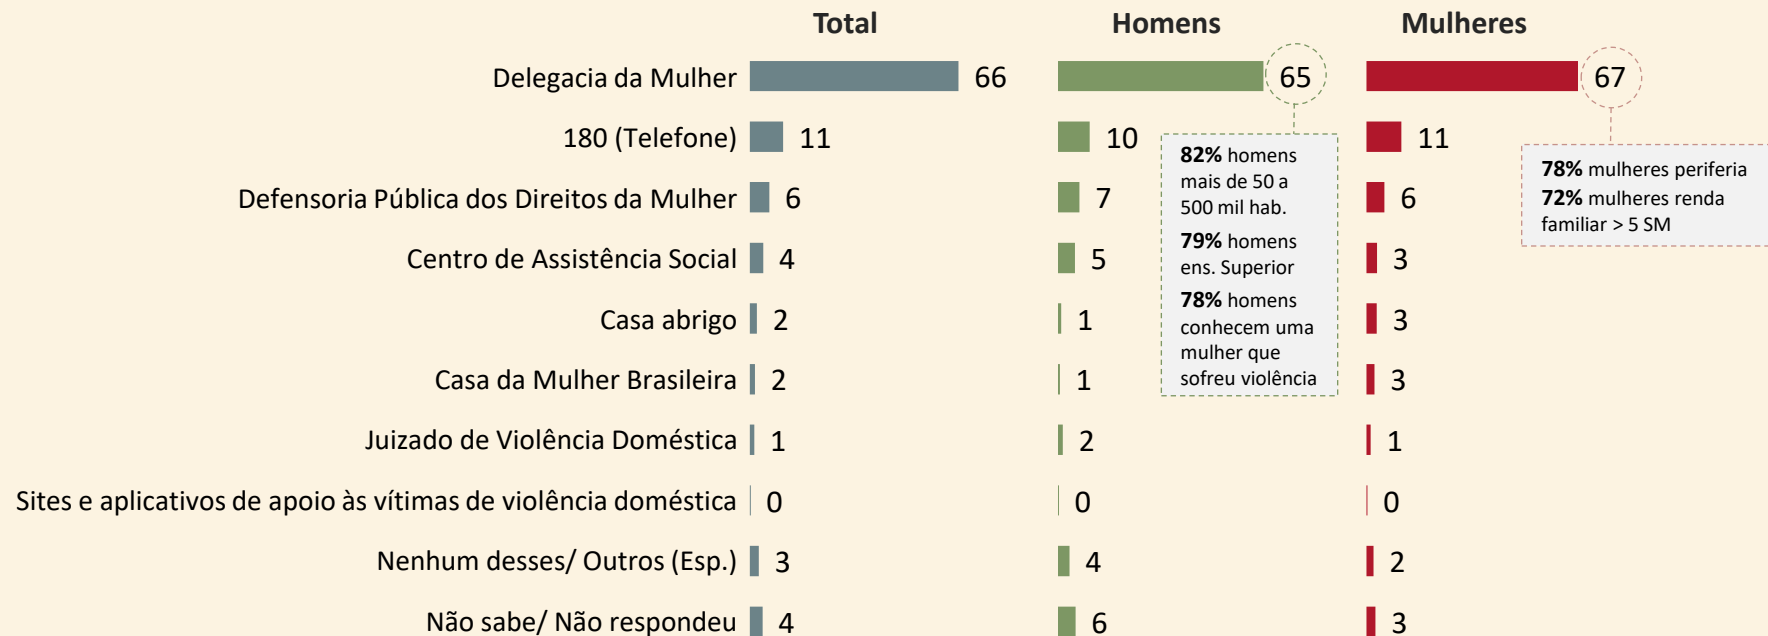 Total Homens Mulheres
Delegacia da Mulher 66 65 67
180 (Telefone) 11 10 11
Defensoria Pública dos Direitos da Mulher 6 7 6
Centro de Assistência Social 4 5 3
Casa abrigo 2 1 3
Casa da Mulher Brasileira 2 1 3
Juizado de Violência Doméstica 1 2 1
Sites e aplicativos de apoio às vítimas de violência doméstica 0 0 0
Nenhum desses/ Outros (Esp.) 3 4 2
Não sabe/ Não respondeu 4 6 3
82% homens
mais de 50 a
500 mil hab.
79% homens
ens. Superior
78% homens
conhecem uma
mulher que
sofreu violência
78% mulheres periferia
72% mulheres renda
familiar > 5 SM